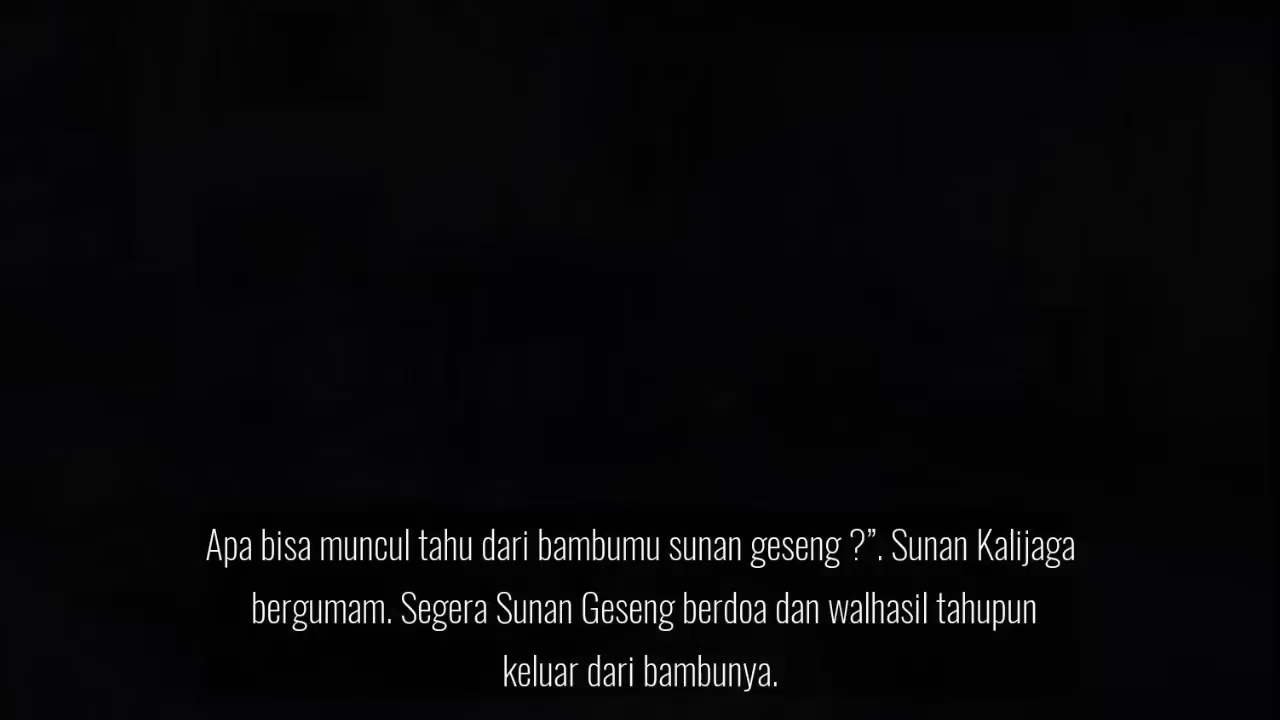 Apa bisa muncul tahu dari bambumu sunan geseng ?”. Sunan Kalijaga
bergumam. Segera Sunan Geseng berdoa dan walhasil tahupun
keluar dari bambunya.